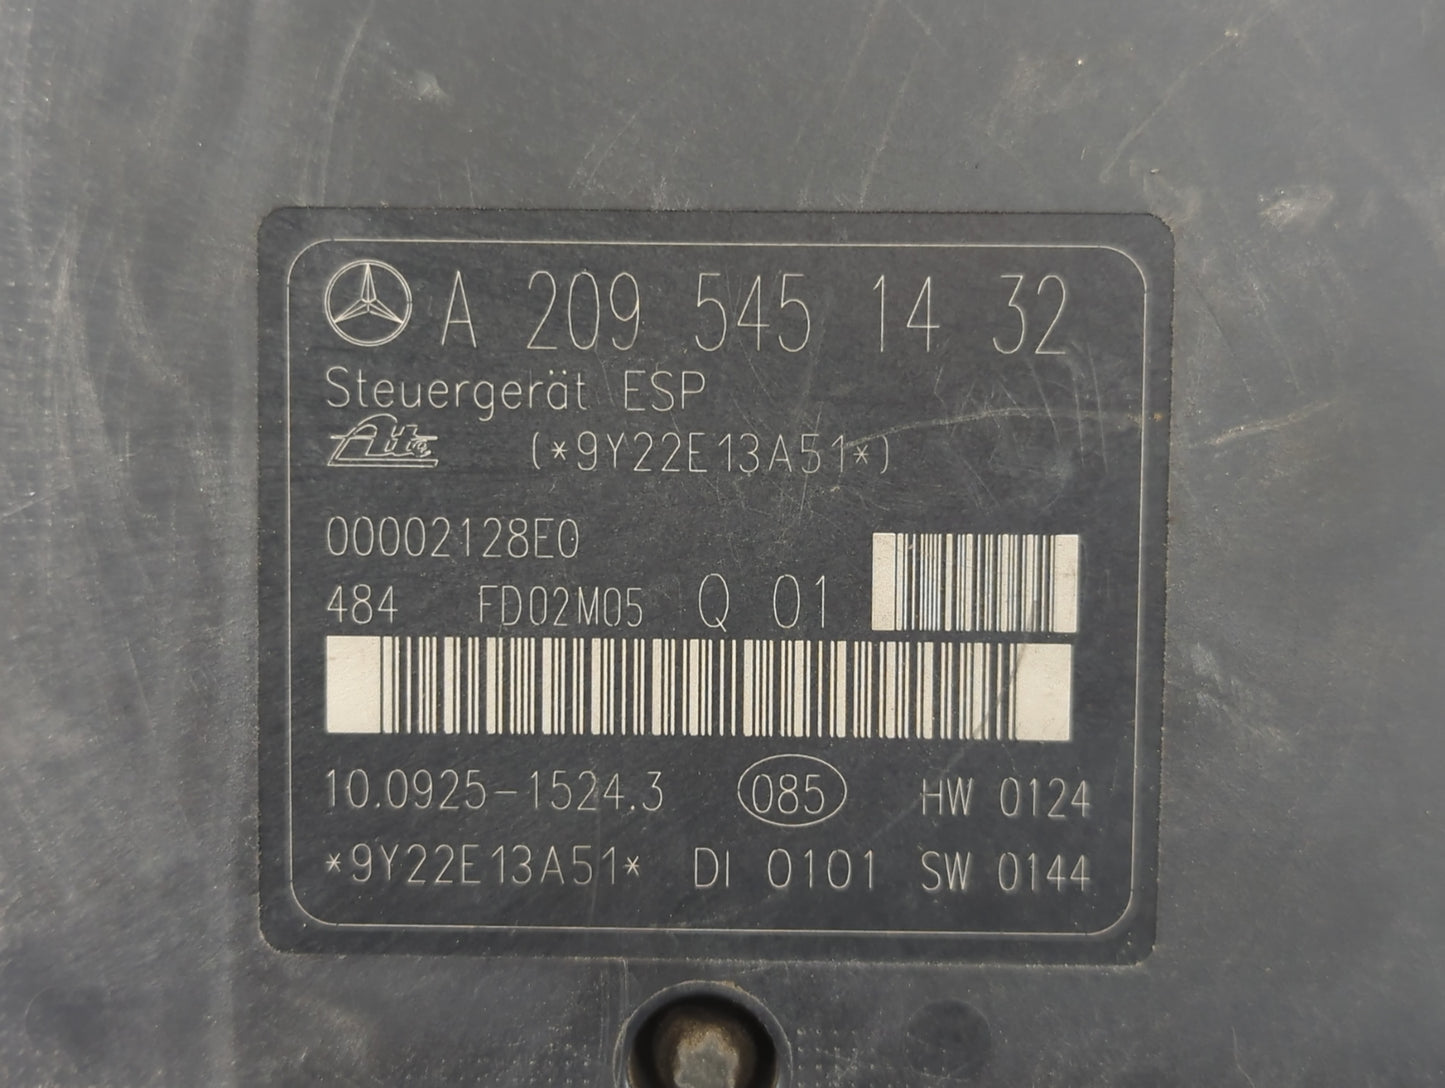 A 209 545 14 32
Steuergerät ESP
Ate (*9Y22E13A51*)
00002128E0
484 FD02M05 Q 01
10.0925-1524.3 085 HW 0124
*9Y22E13A51* DI 0101 SW 0144